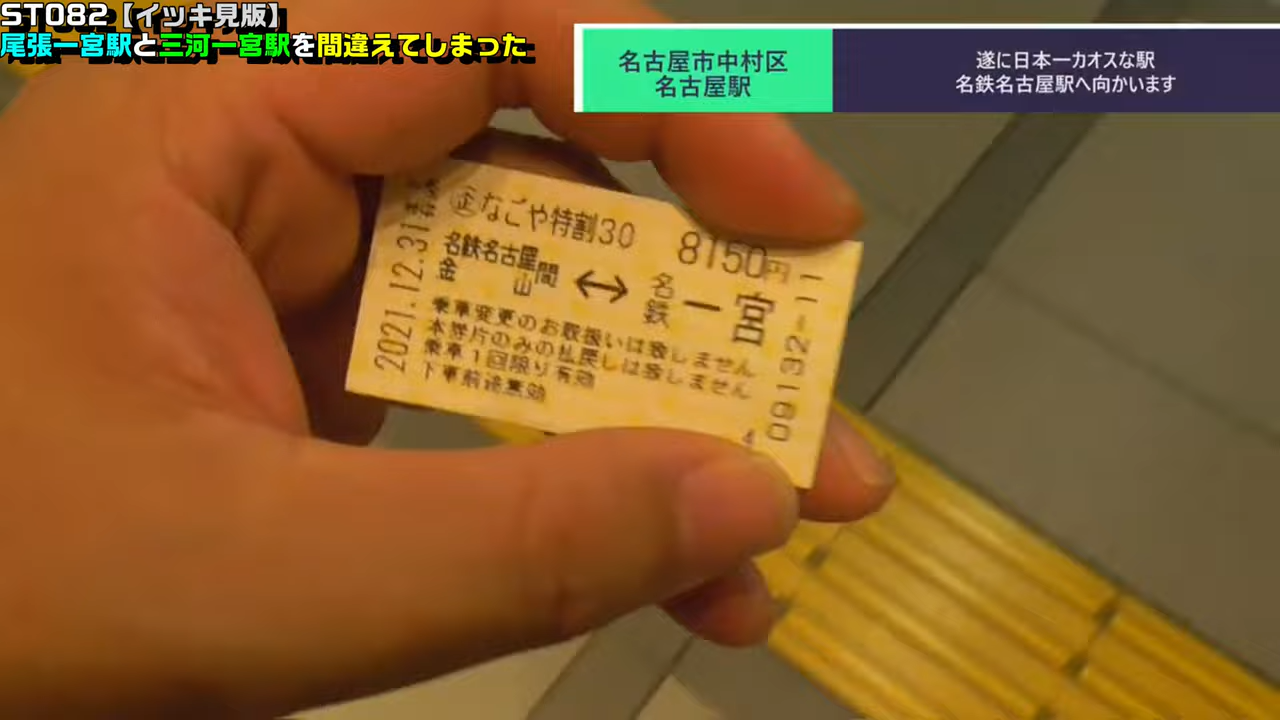 ST082【イッキ見版】
尾張一宮駅と三河一宮駅を間違えてしまった
名古屋市中村区
名古屋駅
遂に日本一カオスな駅
名鉄名古屋駅へ向かいます
企なごや特割30
8150円
名鉄名古屋
金山間
↔
名鉄一宮
乗車変更のお取扱いは致しません
本券片のみの払戻しは致しません
乗車1回限り有効
下車前途無効
2021.12.31まで
09132-11
4